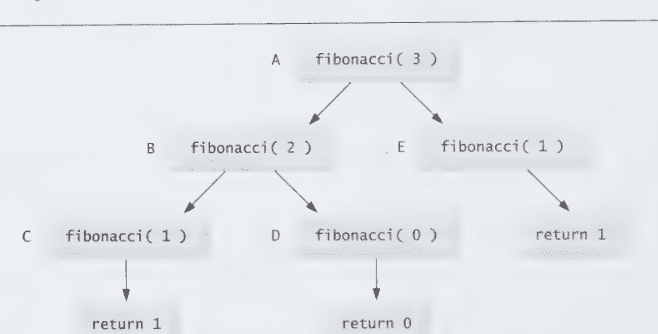 A fibonacci( 3 )
B fibonacci( 2 ) E fibonacci( 1 )
C fibonacci( 1 ) D fibonacci( 0 ) return 1
return 1 return 0